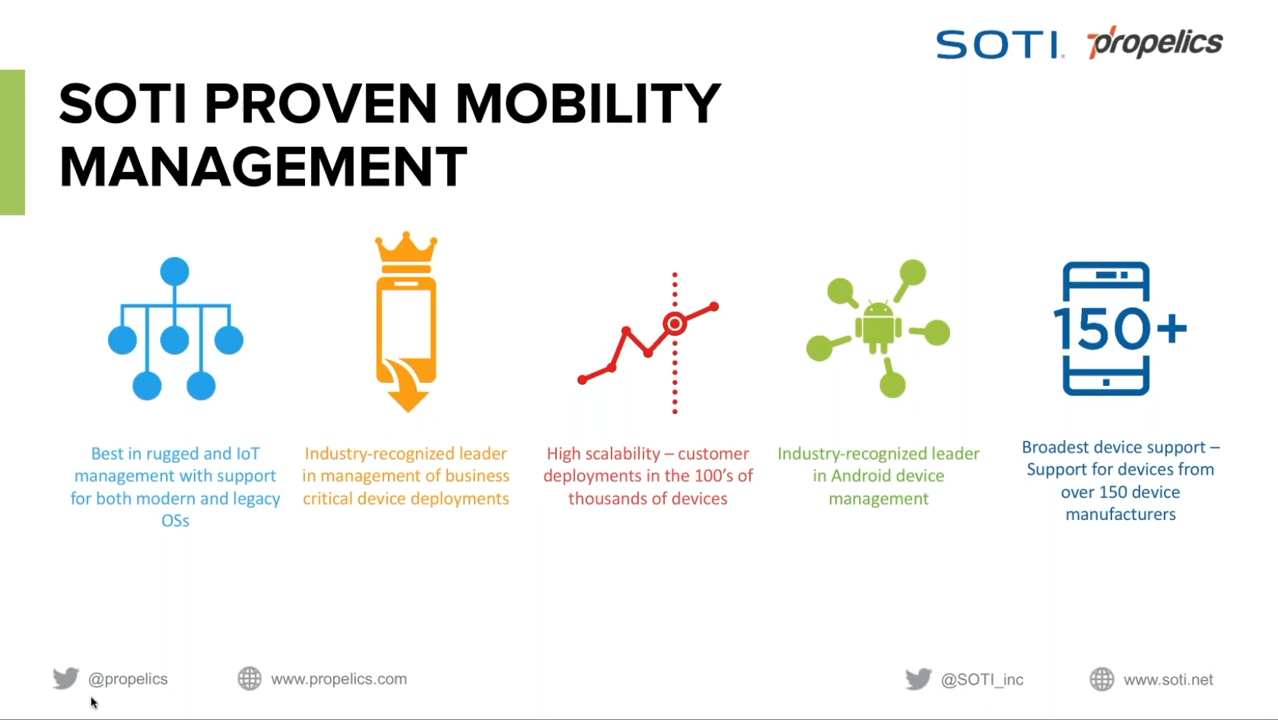 SOTI propelics
SOTI PROVEN MOBILITY
MANAGEMENT
150+
Best in rugged and IoT
management with support
for both modern and legacy
OSs
Industry-recognized leader
in management of business
critical device deployments
High scalability – customer
deployments in the 100's of
thousands of devices
Industry-recognized leader
in Android device
management
Broadest device support –
Support for devices from
over 150 device
manufacturers
@propelics www.propelics.com @SOTI_inc www.soti.net